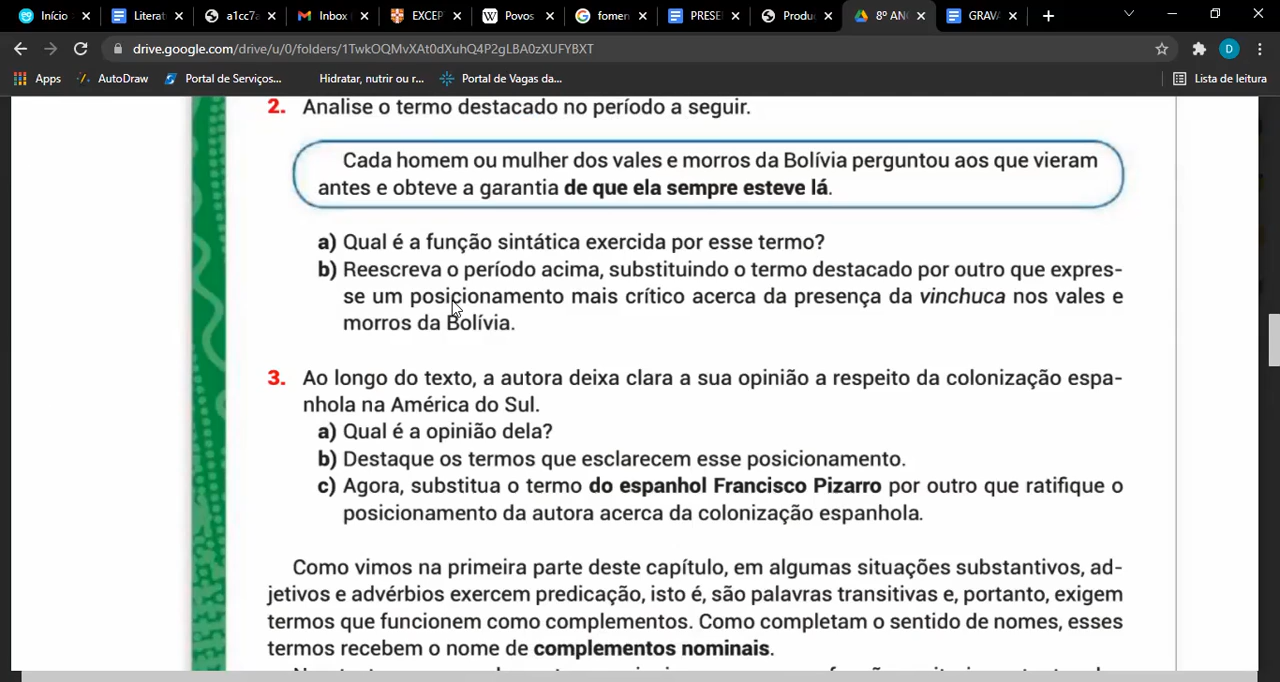 Início
Literat
a1cc7a
Inbox
EXCEP
Povos
fomen
PRESE
Produ
8º AN
GRAVA
drive.google.com/drive/u/0/folders/1TwkOQMvXAt0dXuhQ4P2gLBA0zXUFYBXT
D
Apps
AutoDraw
Portal de Serviços...
Hidratar, nutrir ou r...
Portal de Vagas da...
Lista de leitura
2. Analise o termo destacado no período a seguir.
Cada homem ou mulher dos vales e morros da Bolívia perguntou aos que vieram
antes e obteve a garantia de que ela sempre esteve lá.
a) Qual é a função sintática exercida por esse termo?
b) Reescreva o período acima, substituindo o termo destacado por outro que expres-
se um posicionamento mais crítico acerca da presença da vinchuca nos vales e
morros da Bolívia.
3. Ao longo do texto, a autora deixa clara a sua opinião a respeito da colonização espa-
nhola na América do Sul.
a) Qual é a opinião dela?
b) Destaque os termos que esclarecem esse posicionamento.
c) Agora, substitua o termo do espanhol Francisco Pizarro por outro que ratifique o
posicionamento da autora acerca da colonização espanhola.
Como vimos na primeira parte deste capítulo, em algumas situações substantivos, ad-
jetivos e advérbios exercem predicação, isto é, são palavras transitivas e, portanto, exigem
termos que funcionem como complementos. Como completam o sentido de nomes, esses
termos recebem o nome de complementos nominais.